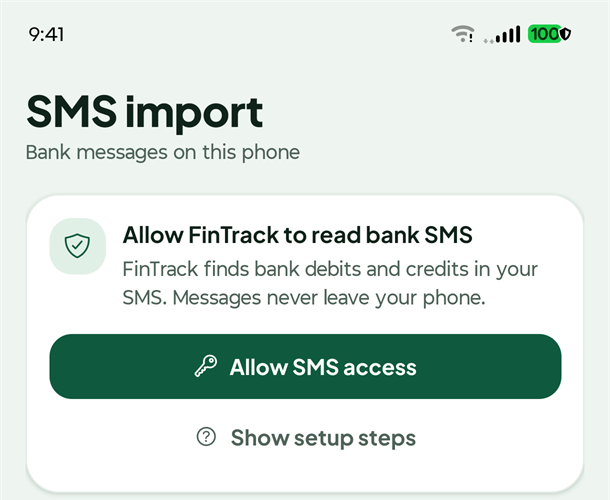 9:41
100
SMS import
Bank messages on this phone
Allow FinTrack to read bank SMS
FinTrack finds bank debits and credits in your
SMS. Messages never leave your phone.
Allow SMS access
Show setup steps